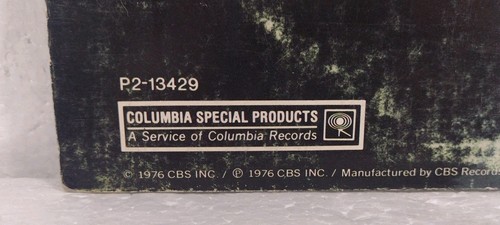 P2-13429
COLUMBIA SPECIAL PRODUCTS
A Service of Columbia Records
© 1976 CBS INC. / ℗ 1976 CBS INC. / Manufactured by CBS Records